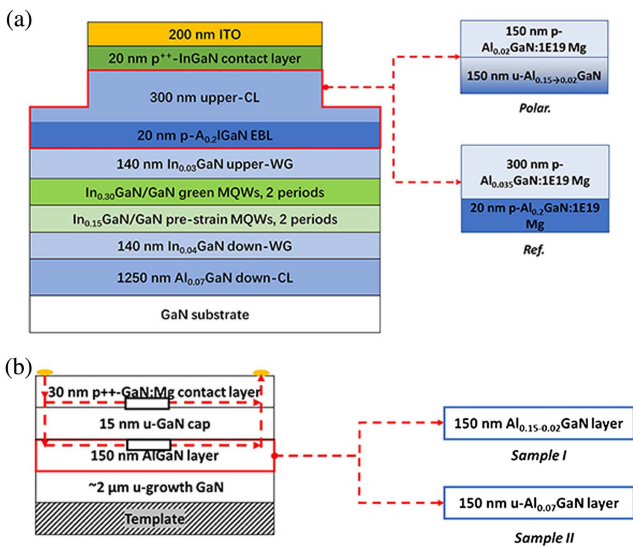 (a)
200 nm ITO
20 nm p⁺⁺-InGaN contact layer
300 nm upper-CL
20 nm p-A₀.₂lGaN EBL
140 nm In₀.₀₃GaN upper-WG
In₀.₃₀GaN/GaN green MQWs, 2 periods
In₀.₁₅GaN/GaN pre-strain MQWs, 2 periods
140 nm In₀.₀₄GaN down-WG
1250 nm Al₀.₀₇GaN down-CL
GaN substrate
150 nm p-
Al₀.₀₂GaN:1E19 Mg
150 nm u-Al₀.₁₅→₀.₀₂GaN
Polar.
300 nm p-
Al₀.₀₃₅GaN:1E19 Mg
20 nm p-Al₀.₂GaN:1E19
Mg
Ref.
(b)
30 nm p++-GaN:Mg contact layer
15 nm u-GaN cap
150 nm AlGaN layer
~2 μm u-growth GaN
Template
150 nm Al₀.₁₅₋₀.₀₂GaN layer
Sample I
150 nm u-Al₀.₀₇GaN layer
Sample II